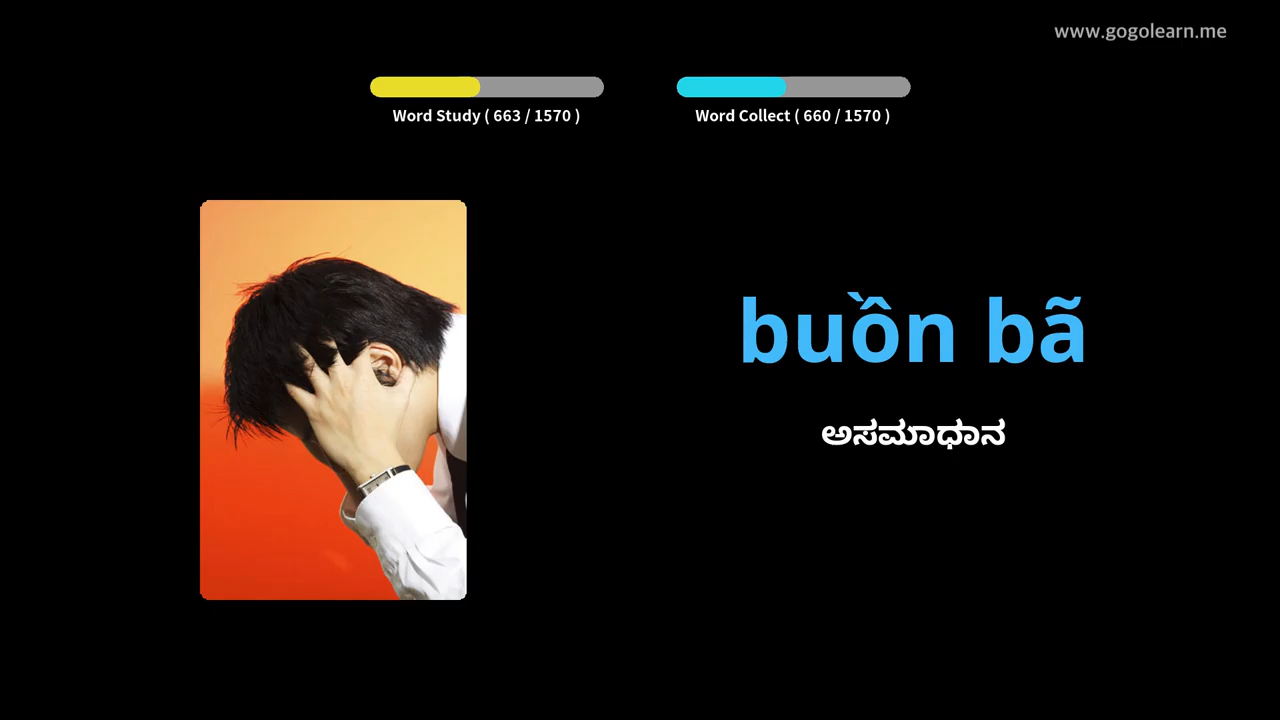 www.gogolearn.me
Word Study ( 663 / 1570 )
Word Collect ( 660 / 1570 )
buồn bã
ಅಸಮಾಧಾನ